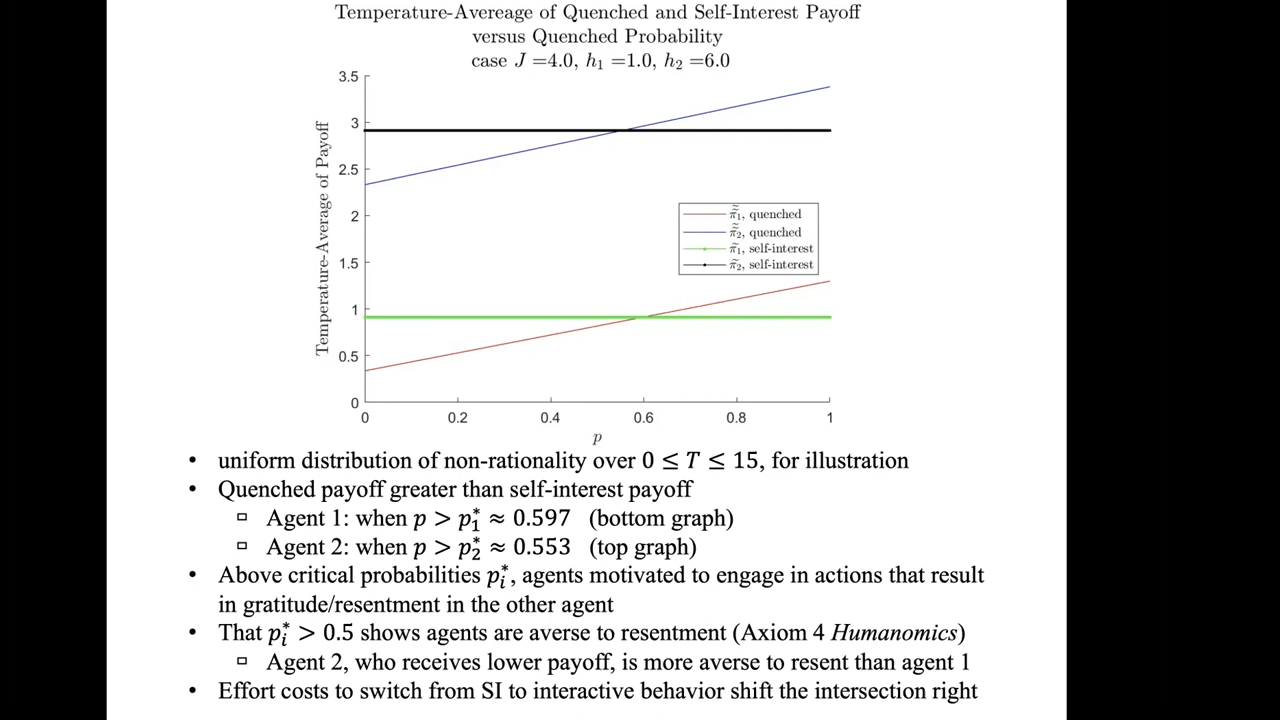 Temperature-Avereage of Quenched and Self-Interest Payoff
versus Quenched Probability
case J =4.0, h₁ =1.0, h₂ =6.0
Temperature-Average of Payoff
3.5
3
2.5
2
1.5
1
0.5
0
π̃̃₁, quenched
π̃̃₂, quenched
π̃₁, self-interest
π̃₂, self-interest
0 0.2 0.4 0.6 0.8 1
p
• uniform distribution of non-rationality over 0 ≤ T ≤ 15, for illustration
• Quenched payoff greater than self-interest payoff
▫ Agent 1: when p > p₁* ≈ 0.597 (bottom graph)
▫ Agent 2: when p > p₂* ≈ 0.553 (top graph)
• Above critical probabilities pᵢ*, agents motivated to engage in actions that result
in gratitude/resentment in the other agent
• That pᵢ* > 0.5 shows agents are averse to resentment (Axiom 4 Humanomics)
▫ Agent 2, who receives lower payoff, is more averse to resent than agent 1
• Effort costs to switch from SI to interactive behavior shift the intersection right